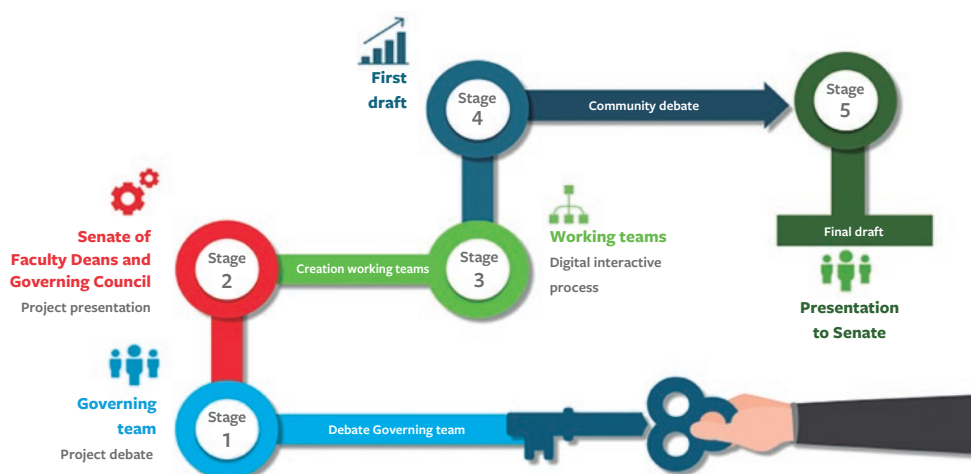 First
draft
Stage
4
Community debate
Stage
5
Senate of
Faculty Deans and
Governing Council
Project presentation
Stage
2
Creation working teams
Stage
3
Working teams
Digital interactive
process
Final draft
Presentation
to Senate
Governing
team
Project debate
Stage
1
Debate Governing team